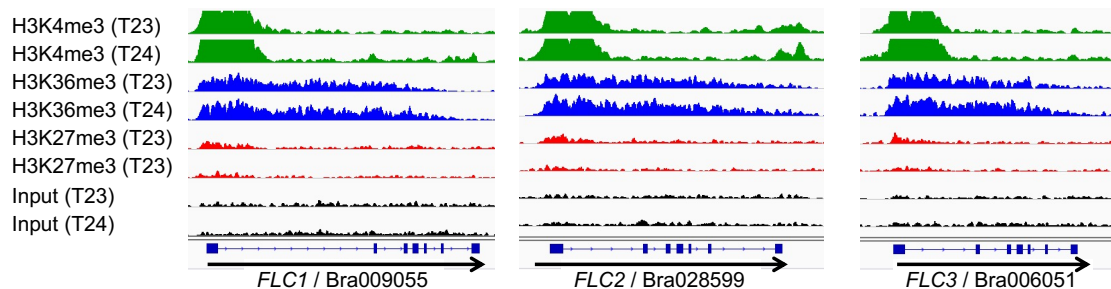 H3K4me3 (T23)
H3K4me3 (T24)
H3K36me3 (T23)
H3K36me3 (T24)
H3K27me3 (T23)
H3K27me3 (T23)
Input (T23)
Input (T24)
FLC1 / Bra009055
FLC2 / Bra028599
FLC3 / Bra006051